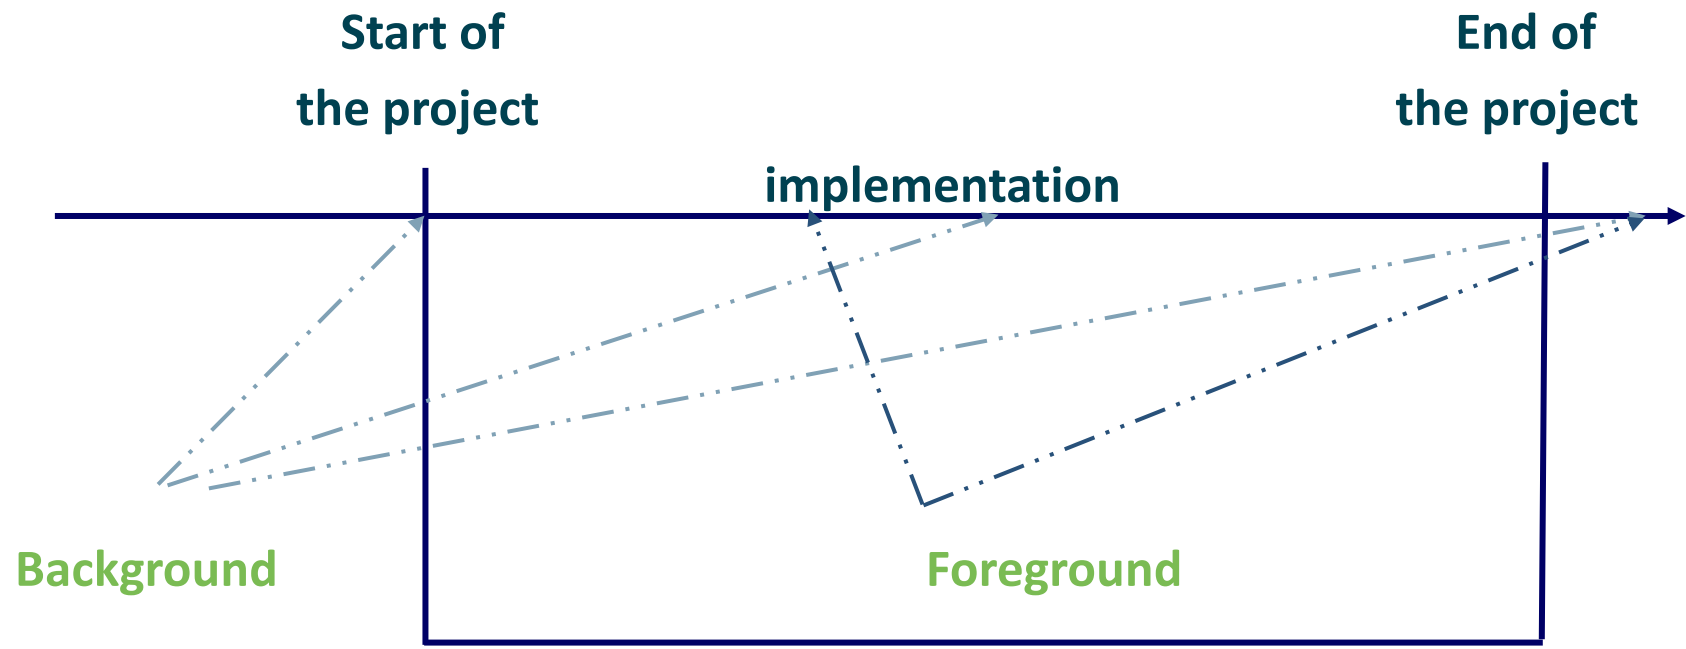 Start of
the project
End of
the project
implementation
Background
Foreground